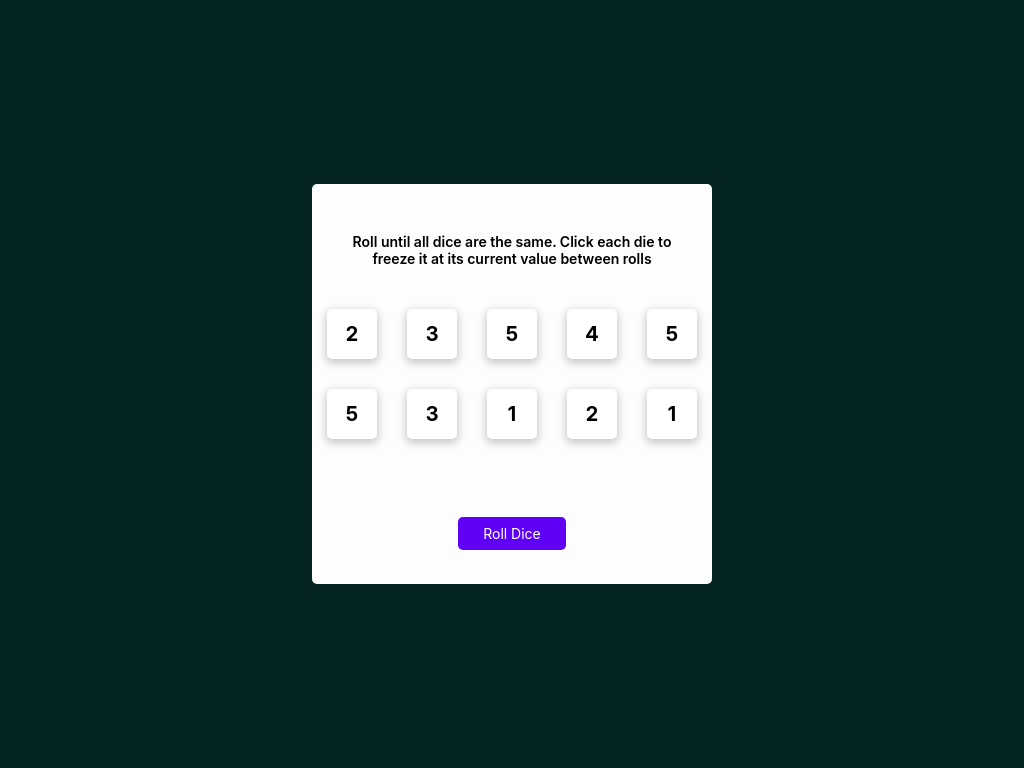 Roll until all dice are the same. Click each die to
freeze it at its current value between rolls
2 3 5 4 5
5 3 1 2 1
Roll Dice